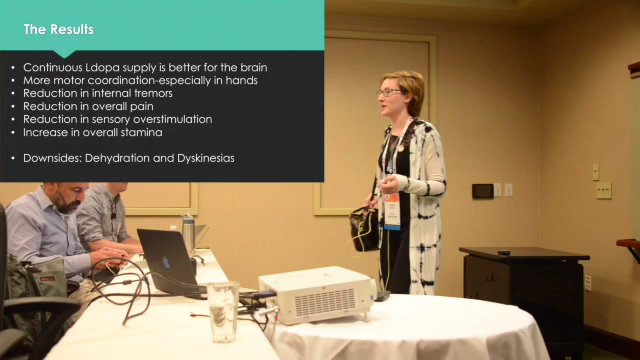 The Results
• Continuous Ldopa supply is better for the brain
• More motor coordination-especially in hands
• Reduction in internal tremors
• Reduction in overall pain
• Reduction in sensory overstimulation
• Increase in overall stamina
• Downsides: Dehydration and Dyskinesias